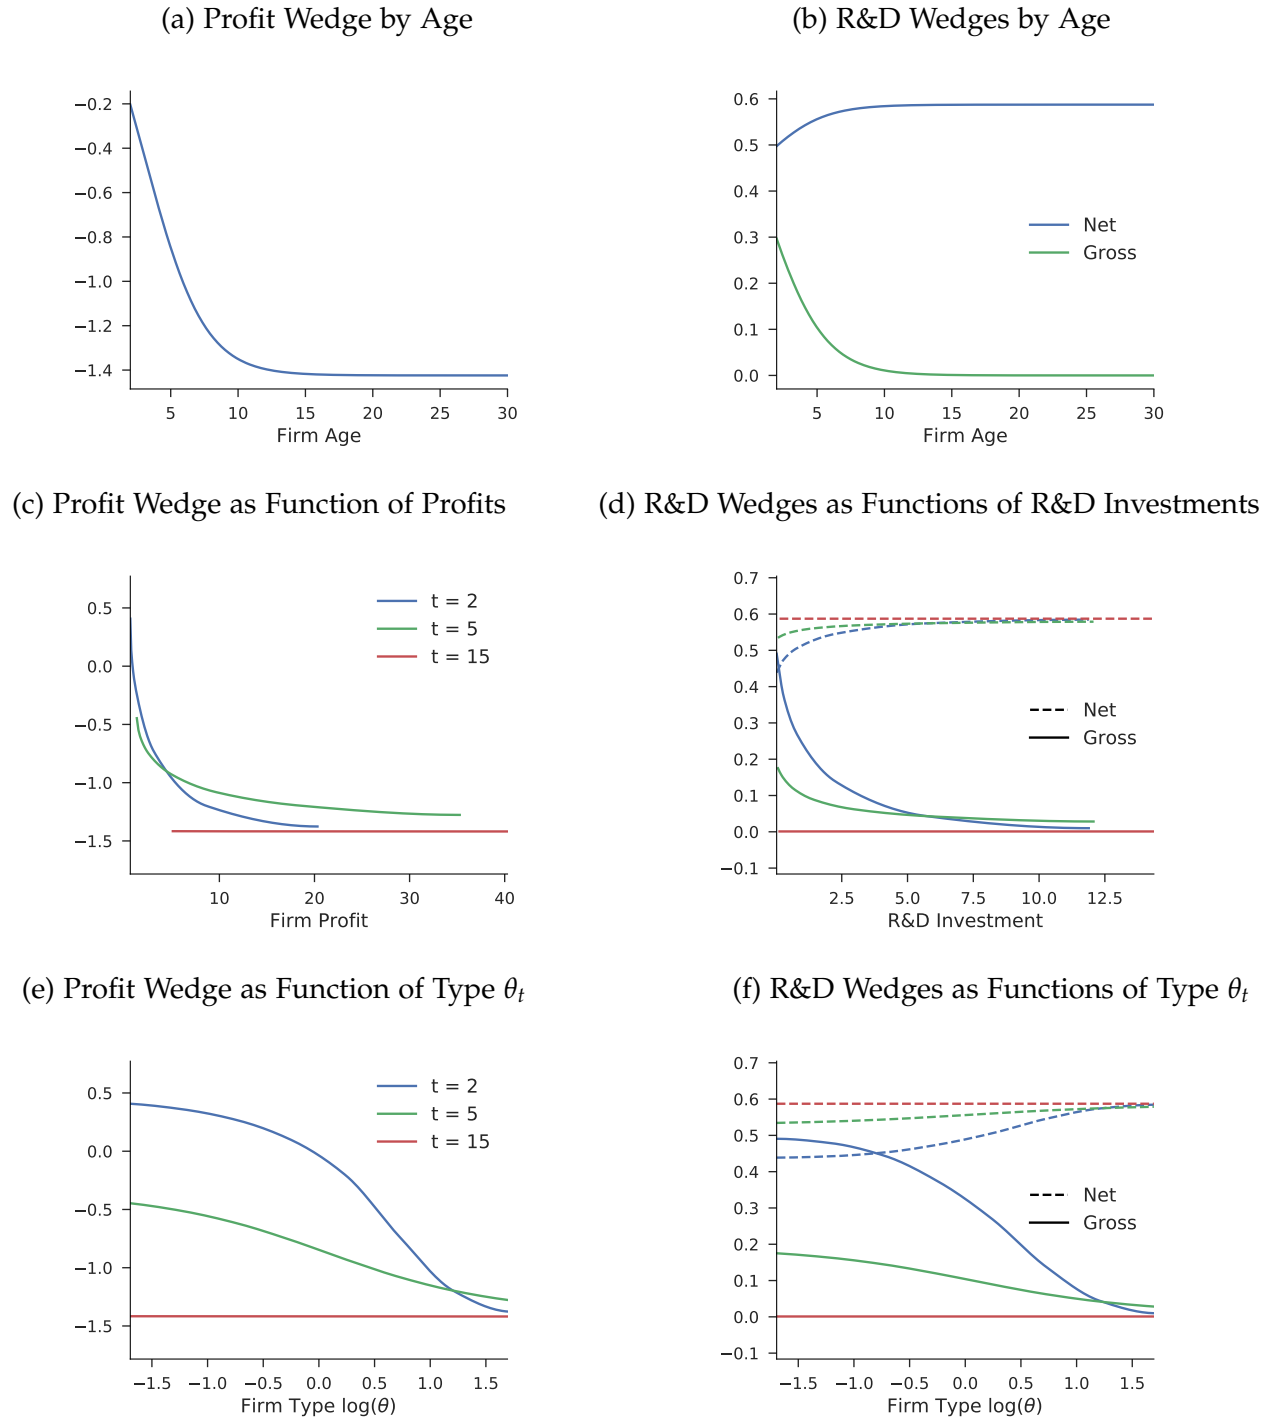 (a) Profit Wedge by Age
−0.2
−0.4
−0.6
−0.8
−1.0
−1.2
−1.4
5 10 15 20 25 30
Firm Age
(b) R&D Wedges by Age
0.6
0.5
0.4
0.3
0.2
0.1
0.0
Net
Gross
5 10 15 20 25 30
Firm Age
(c) Profit Wedge as Function of Profits
0.5
0.0
−0.5
−1.0
−1.5
t = 2
t = 5
t = 15
10 20 30 40
Firm Profit
(d) R&D Wedges as Functions of R&D Investments
0.7
0.6
0.5
0.4
0.3
0.2
0.1
0.0
−0.1
Net
Gross
2.5 5.0 7.5 10.0 12.5
R&D Investment
(e) Profit Wedge as Function of Type θt
0.5
0.0
−0.5
−1.0
−1.5
t = 2
t = 5
t = 15
−1.5 −1.0 −0.5 0.0 0.5 1.0 1.5
Firm Type log(θ)
(f) R&D Wedges as Functions of Type θt
0.7
0.6
0.5
0.4
0.3
0.2
0.1
0.0
−0.1
Net
Gross
−1.5 −1.0 −0.5 0.0 0.5 1.0 1.5
Firm Type log(θ)